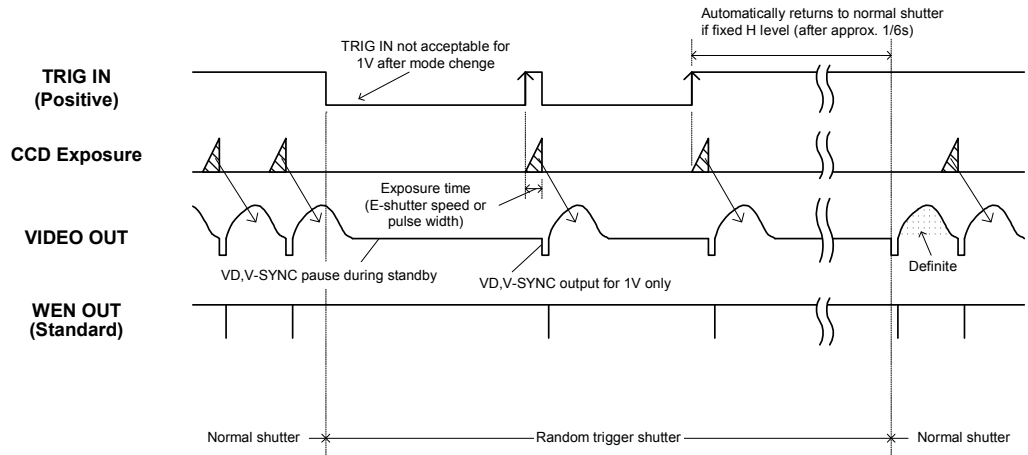 Automatically returns to normal shutter
if fixed H level (after approx. 1/6s)
TRIG IN not acceptable for
1V after mode chenge
TRIG IN
(Positive)
CCD Exposure
Exposure time
(E-shutter speed or
pulse width)
VIDEO OUT
VD,V-SYNC pause during standby
VD,V-SYNC output for 1V only
Definite
WEN OUT
(Standard)
Normal shutter
Random trigger shutter
Normal shutter